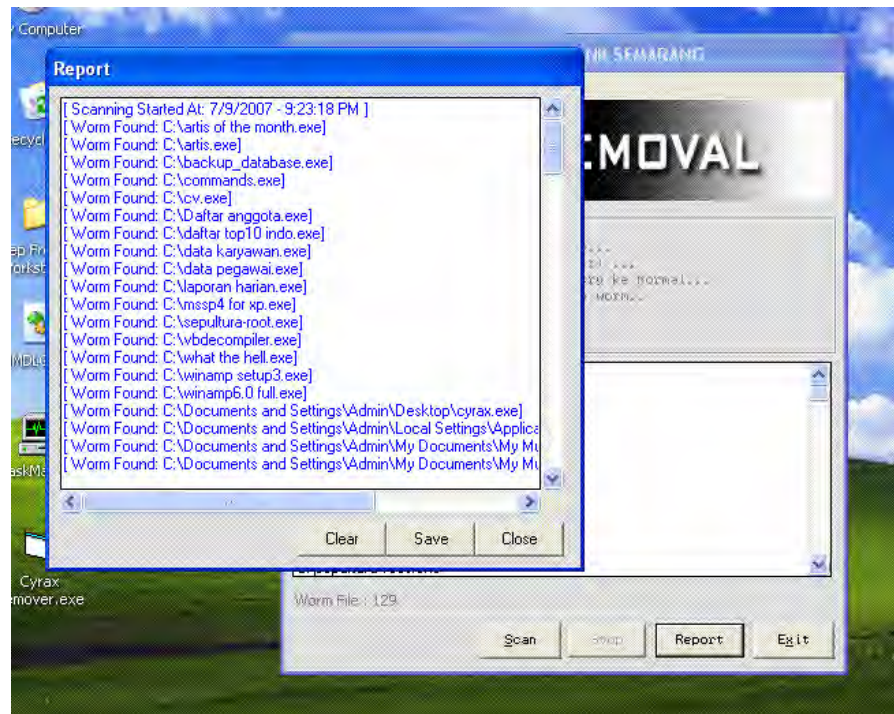 Computer
Report
[ Scanning Started At: 7/9/2007 - 9:23:18 PM ]
[ Worm Found: C:\artis of the month.exe]
[ Worm Found: C:\artis.exe]
[ Worm Found: C:\backup_database.exe]
[ Worm Found: C:\commands.exe]
[ Worm Found: C:\cv.exe]
[ Worm Found: C:\Daftar anggota.exe]
[ Worm Found: C:\daftar top10 indo.exe]
[ Worm Found: C:\data karyawan.exe]
[ Worm Found: C:\data pegawai.exe]
[ Worm Found: C:\laporan harian.exe]
[ Worm Found: C:\mssp4 for xp.exe]
[ Worm Found: C:\sepultura-root.exe]
[ Worm Found: C:\vbdecompiler.exe]
[ Worm Found: C:\what the hell.exe]
[ Worm Found: C:\winamp setup3.exe]
[ Worm Found: C:\winamp6.0 full.exe]
[ Worm Found: C:\Documents and Settings\Admin\Desktop\cyrax.exe]
[ Worm Found: C:\Documents and Settings\Admin\Local Settings\Applica
[ Worm Found: C:\Documents and Settings\Admin\My Documents\My Mu
[ Worm Found: C:\Documents and Settings\Admin\My Documents\My Mu
Clear Save Close
SEMARANG
EMOVAL
ke normal...
worm..
Worm File : 129
Scan Stop Report Exit
Cyrax
mover.exe